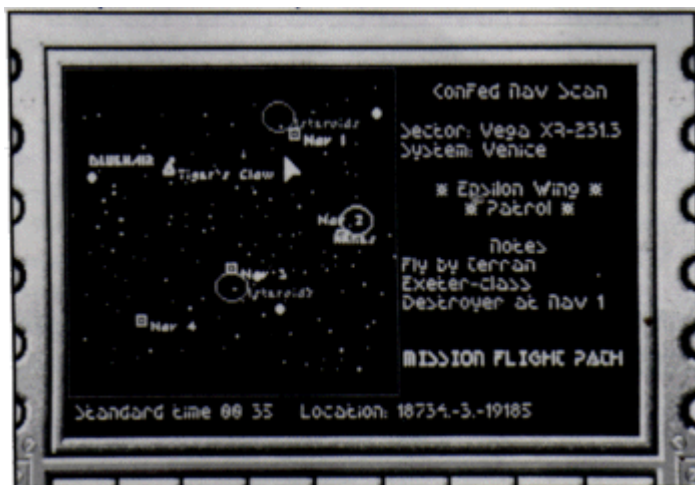 Asteroids
Nav 1
BLUEHAIR
Tiger's Claw
Nav 2
Mines
Nav 3
Asteroids
Nav 4
ConFed Nav Scan
Sector: Vega XR-231.3
System: Venice
* Epsilon Wing *
* Patrol *
Notes
Fly by Terran
Exeter-class
Destroyer at Nav 1
MISSION FLIGHT PATH
Standard time 00 35 Location: 18734.-3.-19185